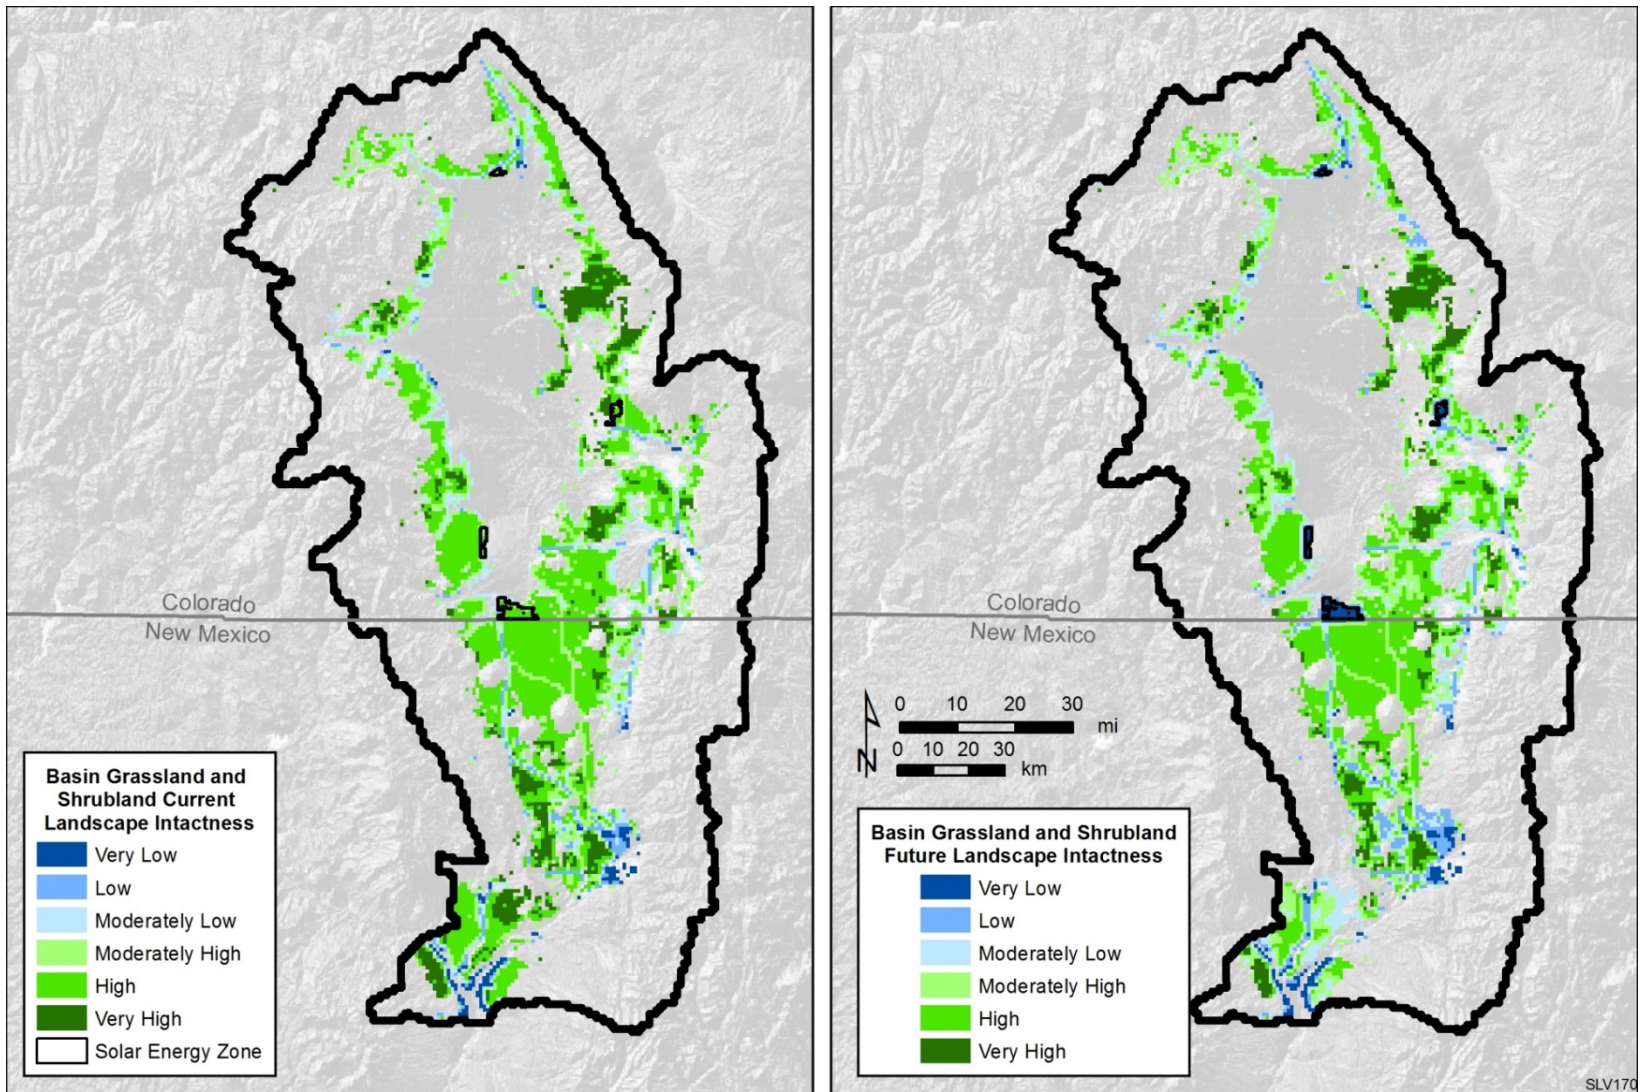 Colorado
New Mexico
Basin Grassland and
Shrubland Current
Landscape Intactness
Very Low
Low
Moderately Low
Moderately High
High
Very High
Solar Energy Zone
Colorado
New Mexico
0 10 20 30
mi
0 10 20 30
km
N
Basin Grassland and Shrubland
Future Landscape Intactness
Very Low
Low
Moderately Low
Moderately High
High
Very High
SLV170